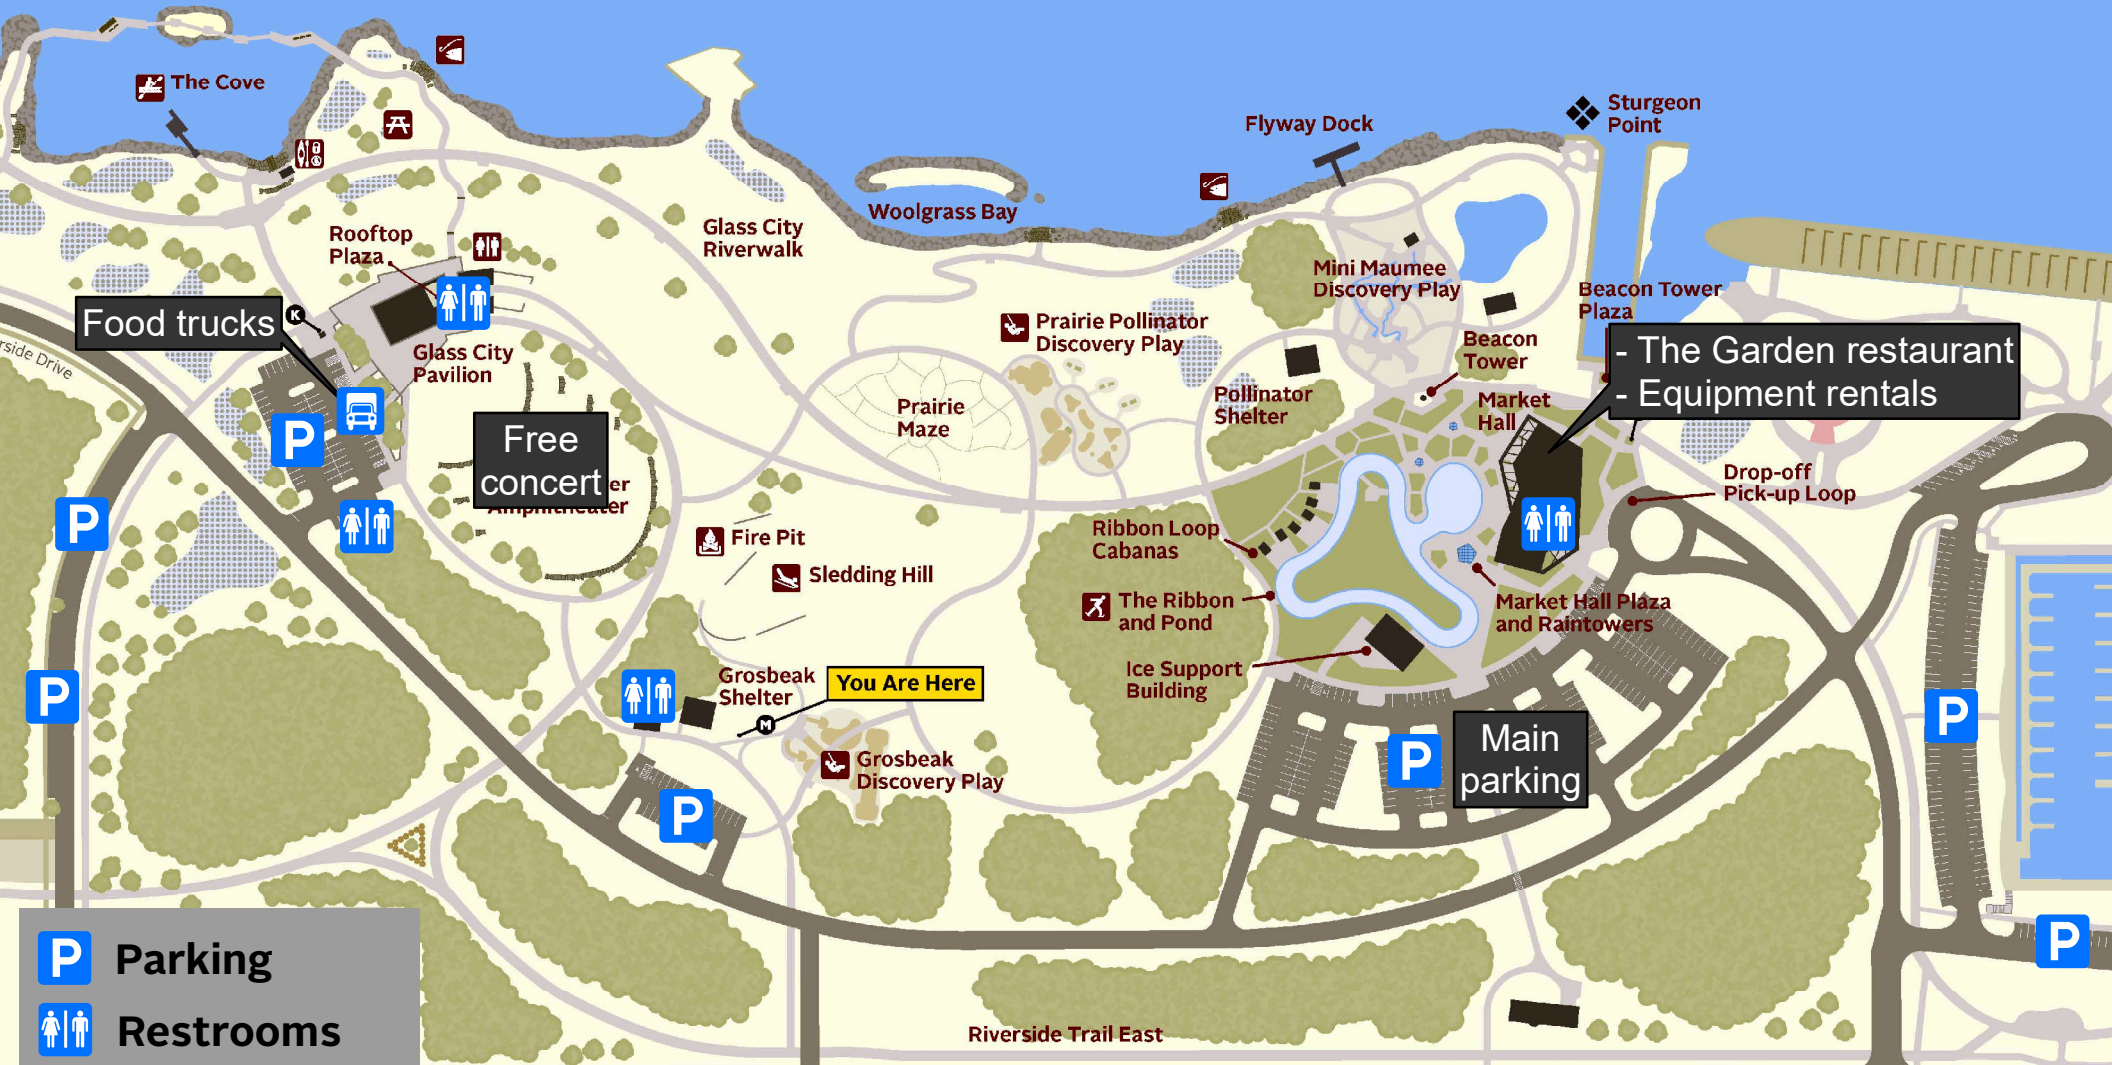 The Cove
Sturgeon
Point
Flyway Dock
Woolgrass Bay
Glass City
Riverwalk
Rooftop
Plaza
Mini Maumee
Discovery Play
Beacon Tower
Plaza
K
Food trucks
rside Drive
Glass City
Pavilion
Prairie Pollinator
Discovery Play
Beacon
Tower
- The Garden restaurant
- Equipment rentals
Pollinator
Shelter
Market
Hall
Prairie
Maze
Free
concert
er
Amphitheater
P
P
Drop-off
Pick-up Loop
Fire Pit
Sledding Hill
Ribbon Loop
Cabanas
The Ribbon
and Pond
Market Hall Plaza
and Raintowers
Ice Support
Building
Grosbeak
Shelter
You Are Here
M
P
P
Main
parking
P
Grosbeak
Discovery Play
P
P
P Parking
Restrooms
Riverside Trail East